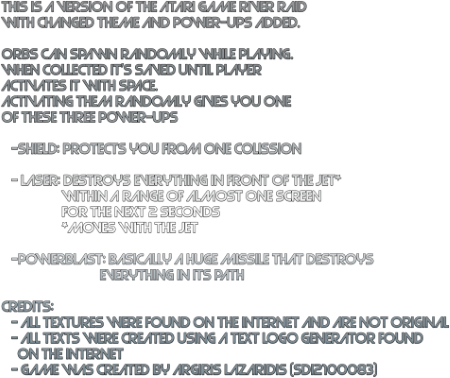 THIS IS A VERSION OF THE ATARI GAME RIVER RAID
WITH CHANGED THEME AND POWER-UPS ADDED.
ORBS CAN SPAWN RANDOMLY WHILE PLAYING.
WHEN COLLECTED IT'S SAVED UNTIL PLAYER
ACTIVATES IT WITH SPACE.
ACTIVATING THEM RANDOMLY GIVES YOU ONE
OF THESE THREE POWER-UPS
-SHIELD: PROTECTS YOU FROM ONE COLISSION
- LASER: DESTROYS EVERYTHING IN FRONT OF THE JET*
WITHIN A RANGE OF ALMOST ONE SCREEN
FOR THE NEXT 2 SECONDS
*MOVES WITH THE JET
-POWERBLAST: BASICALLY A HUGE MISSILE THAT DESTROYS
EVERYTHING IN ITS PATH
CREDITS:
- ALL TEXTURES WERE FOUND ON THE INTERNET AND ARE NOT ORIGINAL
- ALL TEXTS WERE CREATED USING A TEXT LOGO GENERATOR FOUND
ON THE INTERNET
- GAME WAS CREATED BY ARGIRIS LAZARIDIS (SDI2100083)